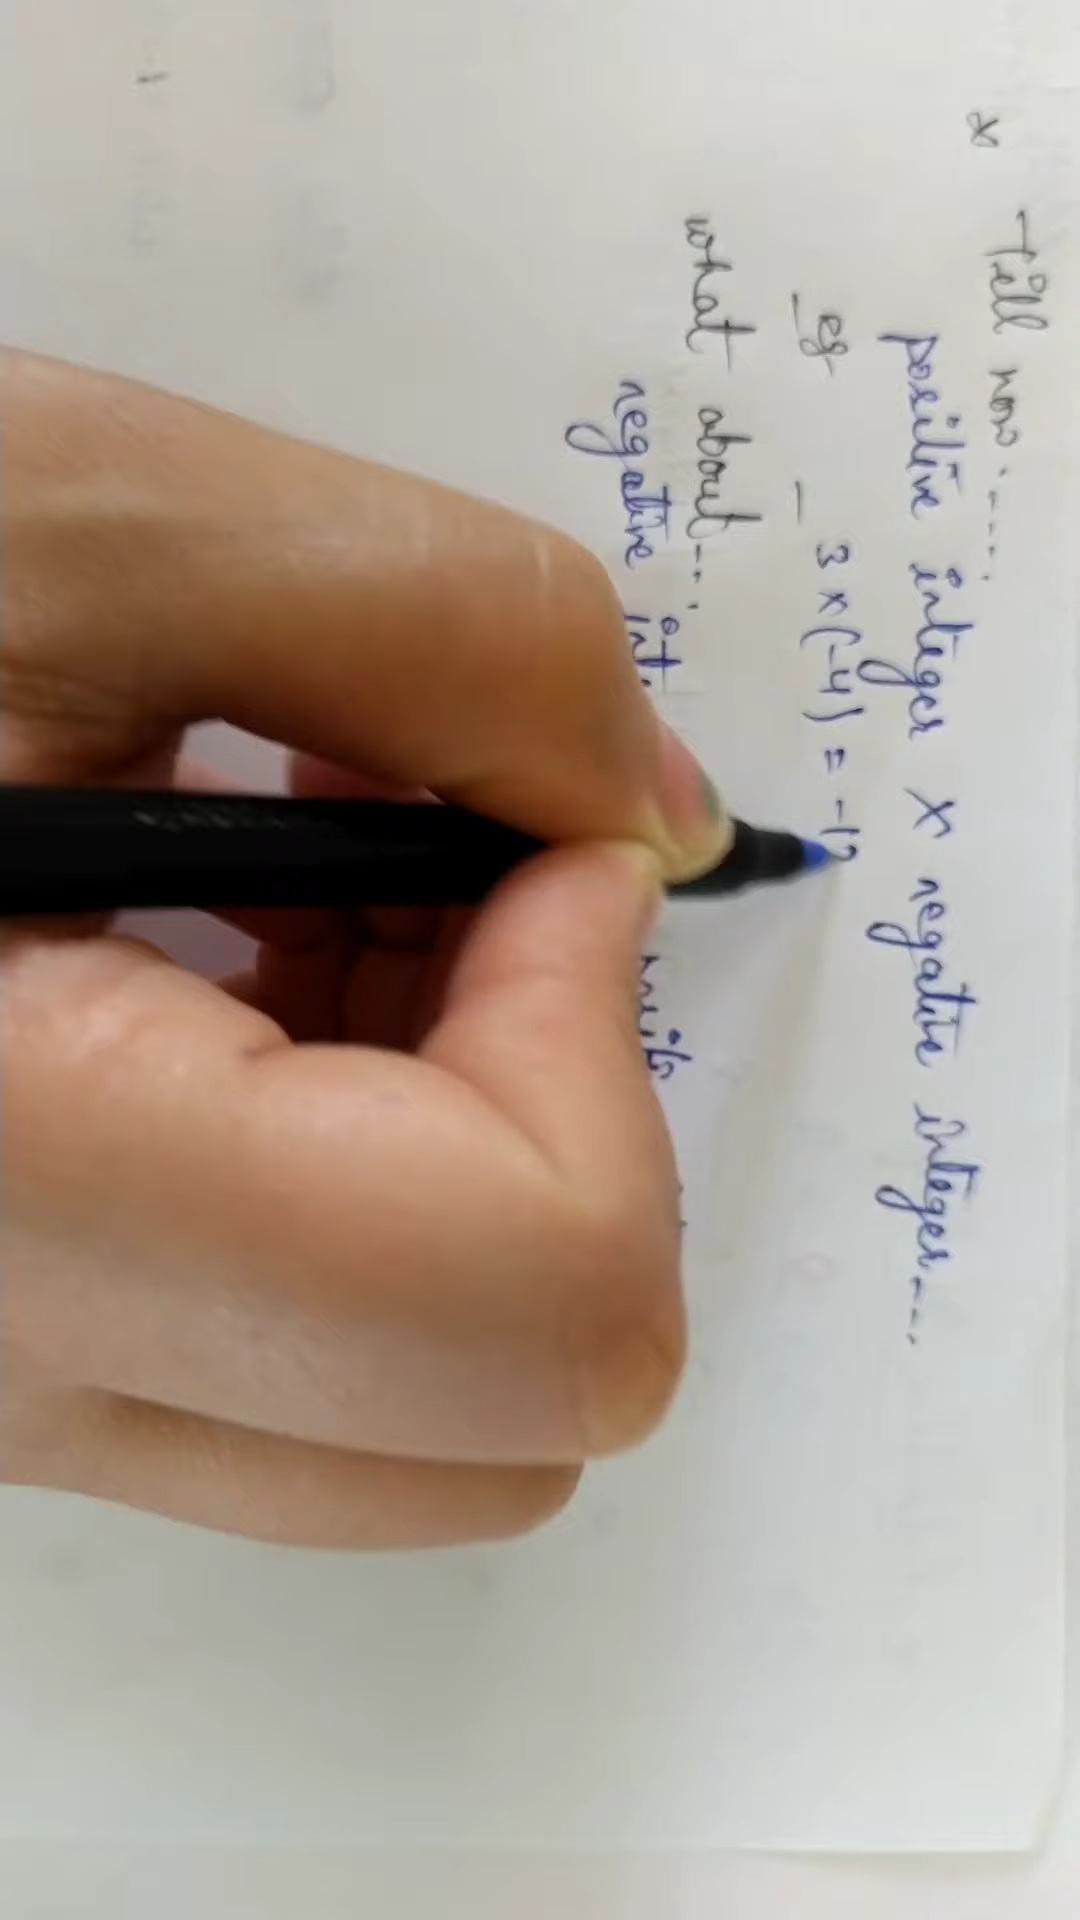 * Till now.----.
positive integer x negative integer----.
eg - 3 x (-4) = -12
what about---.
negative